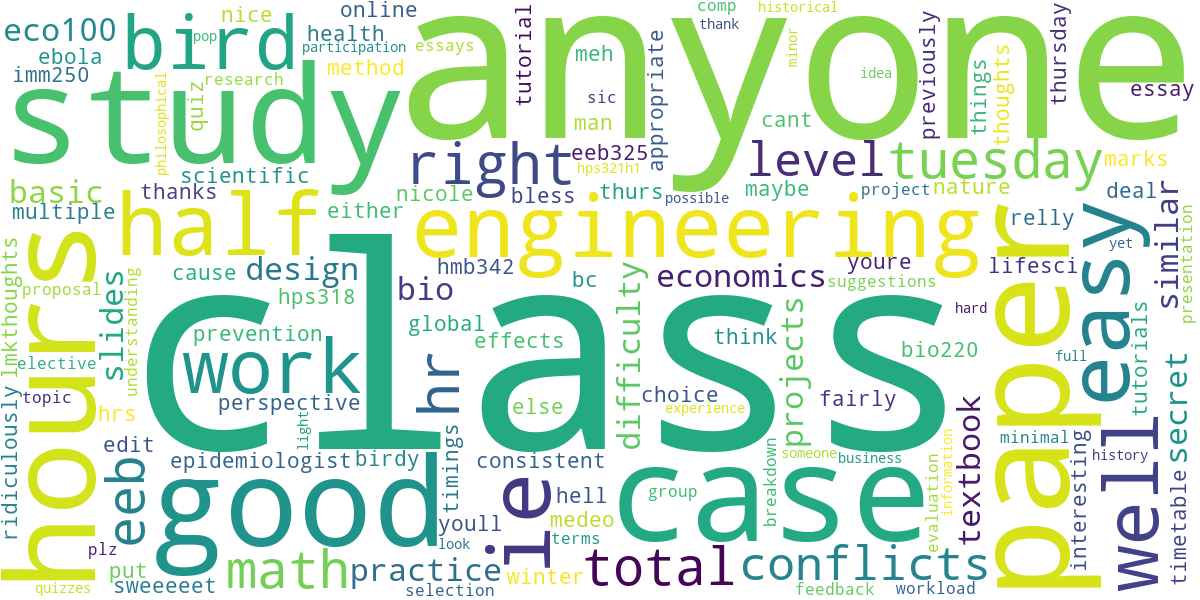 eco100
bird
nice
pop
online
health
participation
essays
anyone
comp
thank
historical
minor
idea
previously
things
thoughts
thursday
essay
ebola
imm250
study
philosophical
quiz
research
method
scientific
tutorial
meh
sic
man
appropriate
cant
eeb325
hps321h1
right
level
tuesday
marks
basic
multiple
thanks
half
either
nicole
bless
thurs
possible
maybe
project
nature
deal
relly
yet
similar
presentation
engineering
hours
lmkthoughts
proposal
ridiculously
slides
understanding
cause
design
hps318
prevention
bio
hmb342
global
effects
bc
difficulty
economics
youre
suggestions
lifesci
hard
paper
easy
class
work
perspective
light
hr
else
think
projects
choice
experience
bio220
fairly
full
tutorials
elective
topic
hrs
edit
eeb
epidemiologist
birdy
timings
consistent
good
case
group
someone
business
breakdown
evaluation
information
textbook
minimal
interesting
history
well
secret
timetable
plz
put
sweeeeet
quizzes
math
practice
selection
youll
look
ie
hell
medeo
terms
winter
total
conflicts
feedback
workload